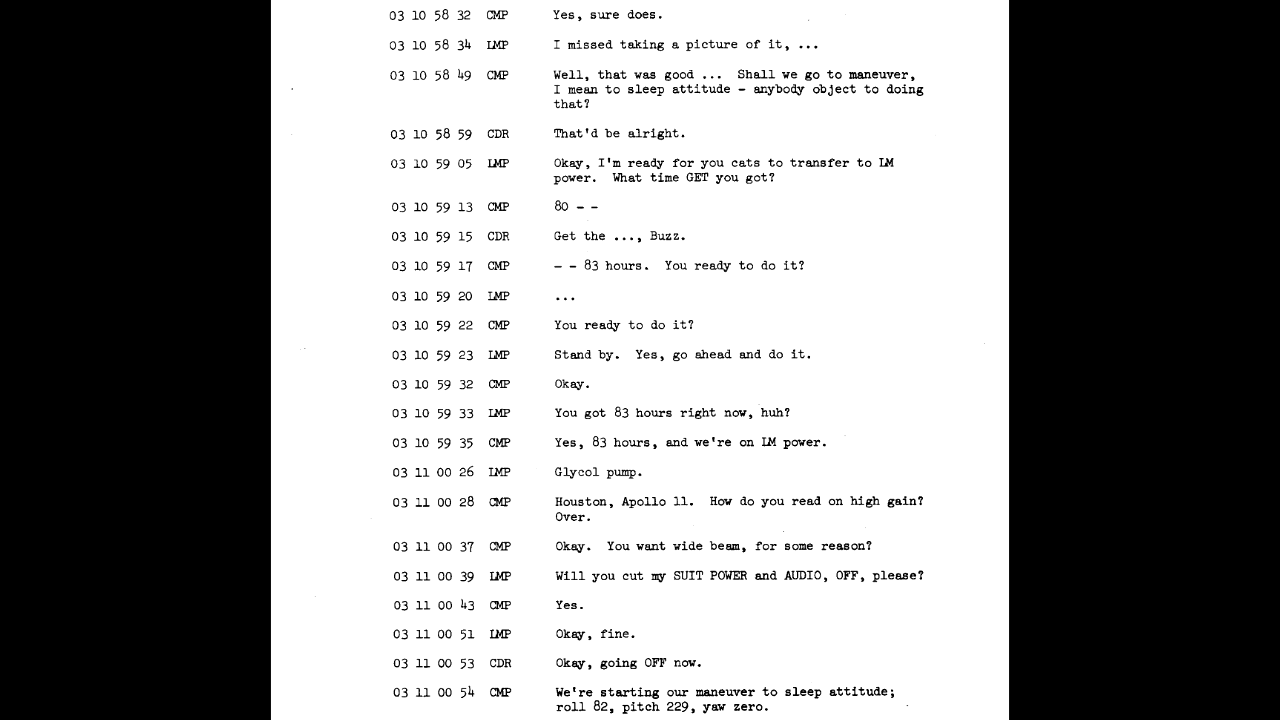 03 10 58 32 CMP Yes, sure does.
03 10 58 34 LMP I missed taking a picture of it, ...
03 10 58 49 CMP Well, that was good ... Shall we go to maneuver,
I mean to sleep attitude - anybody object to doing
that?
03 10 58 59 CDR That'd be alright.
03 10 59 05 LMP Okay, I'm ready for you cats to transfer to LM
power. What time GET you got?
03 10 59 13 CMP 80 - -
03 10 59 15 CDR Get the ..., Buzz.
03 10 59 17 CMP - - 83 hours. You ready to do it?
03 10 59 20 LMP ...
03 10 59 22 CMP You ready to do it?
03 10 59 23 LMP Stand by. Yes, go ahead and do it.
03 10 59 32 CMP Okay.
03 10 59 33 LMP You got 83 hours right now, huh?
03 10 59 35 CMP Yes, 83 hours, and we're on LM power.
03 11 00 26 LMP Glycol pump.
03 11 00 28 CMP Houston, Apollo 11. How do you read on high gain?
Over.
03 11 00 37 CMP Okay. You want wide beam, for some reason?
03 11 00 39 LMP Will you cut my SUIT POWER and AUDIO, OFF, please?
03 11 00 43 CMP Yes.
03 11 00 51 LMP Okay, fine.
03 11 00 53 CDR Okay, going OFF now.
03 11 00 54 CMP We're starting our maneuver to sleep attitude;
roll 82, pitch 229, yaw zero.